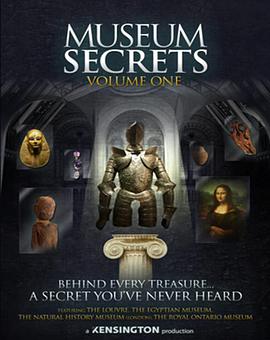 MUSEUM
SECRETS
VOLUME ONE
BEHIND EVERY TREASURE...
A SECRET YOU'VE NEVER HEARD
FEATURING THE LOUVRE, THE EGYPTIAN MUSEUM,
THE NATURAL HISTORY MUSEUM (LONDON), THE ROYAL ONTARIO MUSEUM
a KENSINGTON production